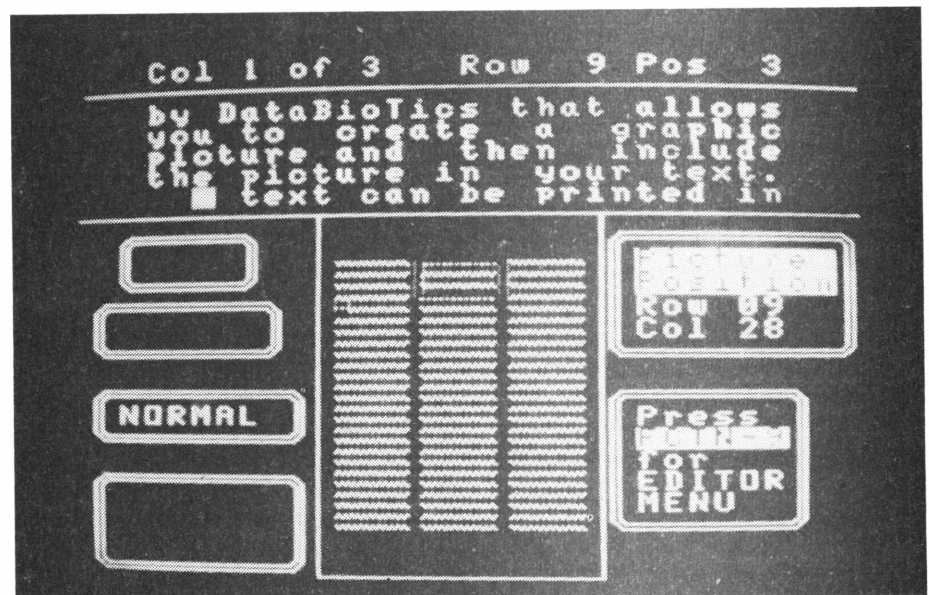 Col 1 of 3 Row 9 Pos 3
by DataBioTics that allows
you to create a graphic
picture and then include
the picture in your text.
text can be printed in
Picture
Position
Row 09
Col 28
NORMAL
Press
for
EDITOR
MENU